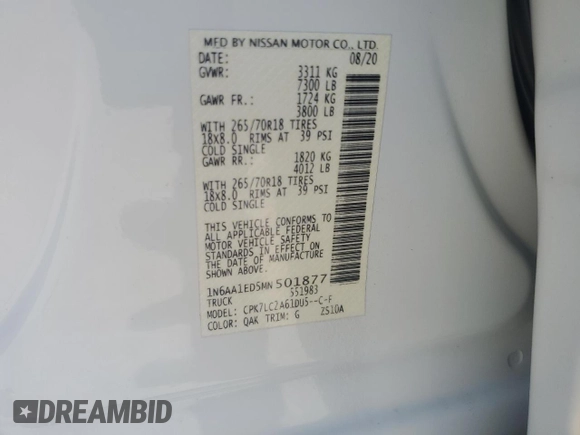 MFD BY NISSAN MOTOR CO., LTD.
DATE: 08/20
GVWR: 3311 KG
7300 LB
GAWR FR.: 1724 KG
3800 LB
WITH 265/70R18 TIRES
18x8.0 RIMS AT 39 PSI
COLD SINGLE
GAWR RR.: 1820 KG
4012 LB
WITH 265/70R18 TIRES
18x8.0 RIMS AT 39 PSI
COLD SINGLE
THIS VEHICLE CONFORMS TO
ALL APPLICABLE FEDERAL
MOTOR VEHICLE SAFETY
STANDARDS IN EFFECT ON
THE DATE OF MANUFACTURE
SHOWN ABOVE.
1N6AA1ED5MN501877
TRUCK 551983
MODEL: CPK7LC2A61DU5--C-F
COLOR: QAK TRIM: G 2510A
DREAMBID